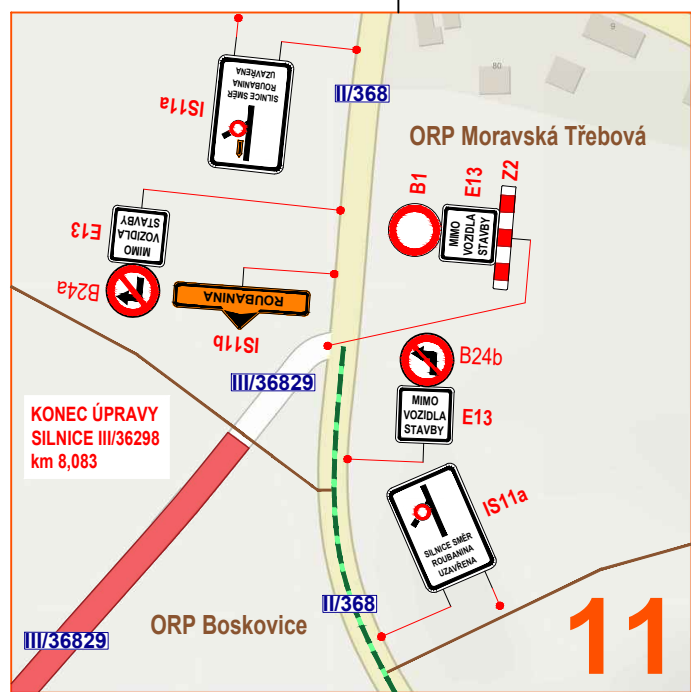 9
80
II/368
SILNICE SMĚR
ROUBANINA
UZAVŘENA
IS11a
ORP Moravská Třebová
B1
E13
Z2
MIMO
VOZIDLA
STAVBY
E13
MIMO
VOZIDLA
STAVBY
B24a
ROUBANINA
IS11b
B24b
III/36829
MIMO
VOZIDLA
STAVBY
E13
KONEC ÚPRAVY
SILNICE III/36298
km 8,083
IS11a
SILNICE SMĚR
ROUBANINA
UZAVŘENA
II/368
ORP Boskovice
III/36829
11